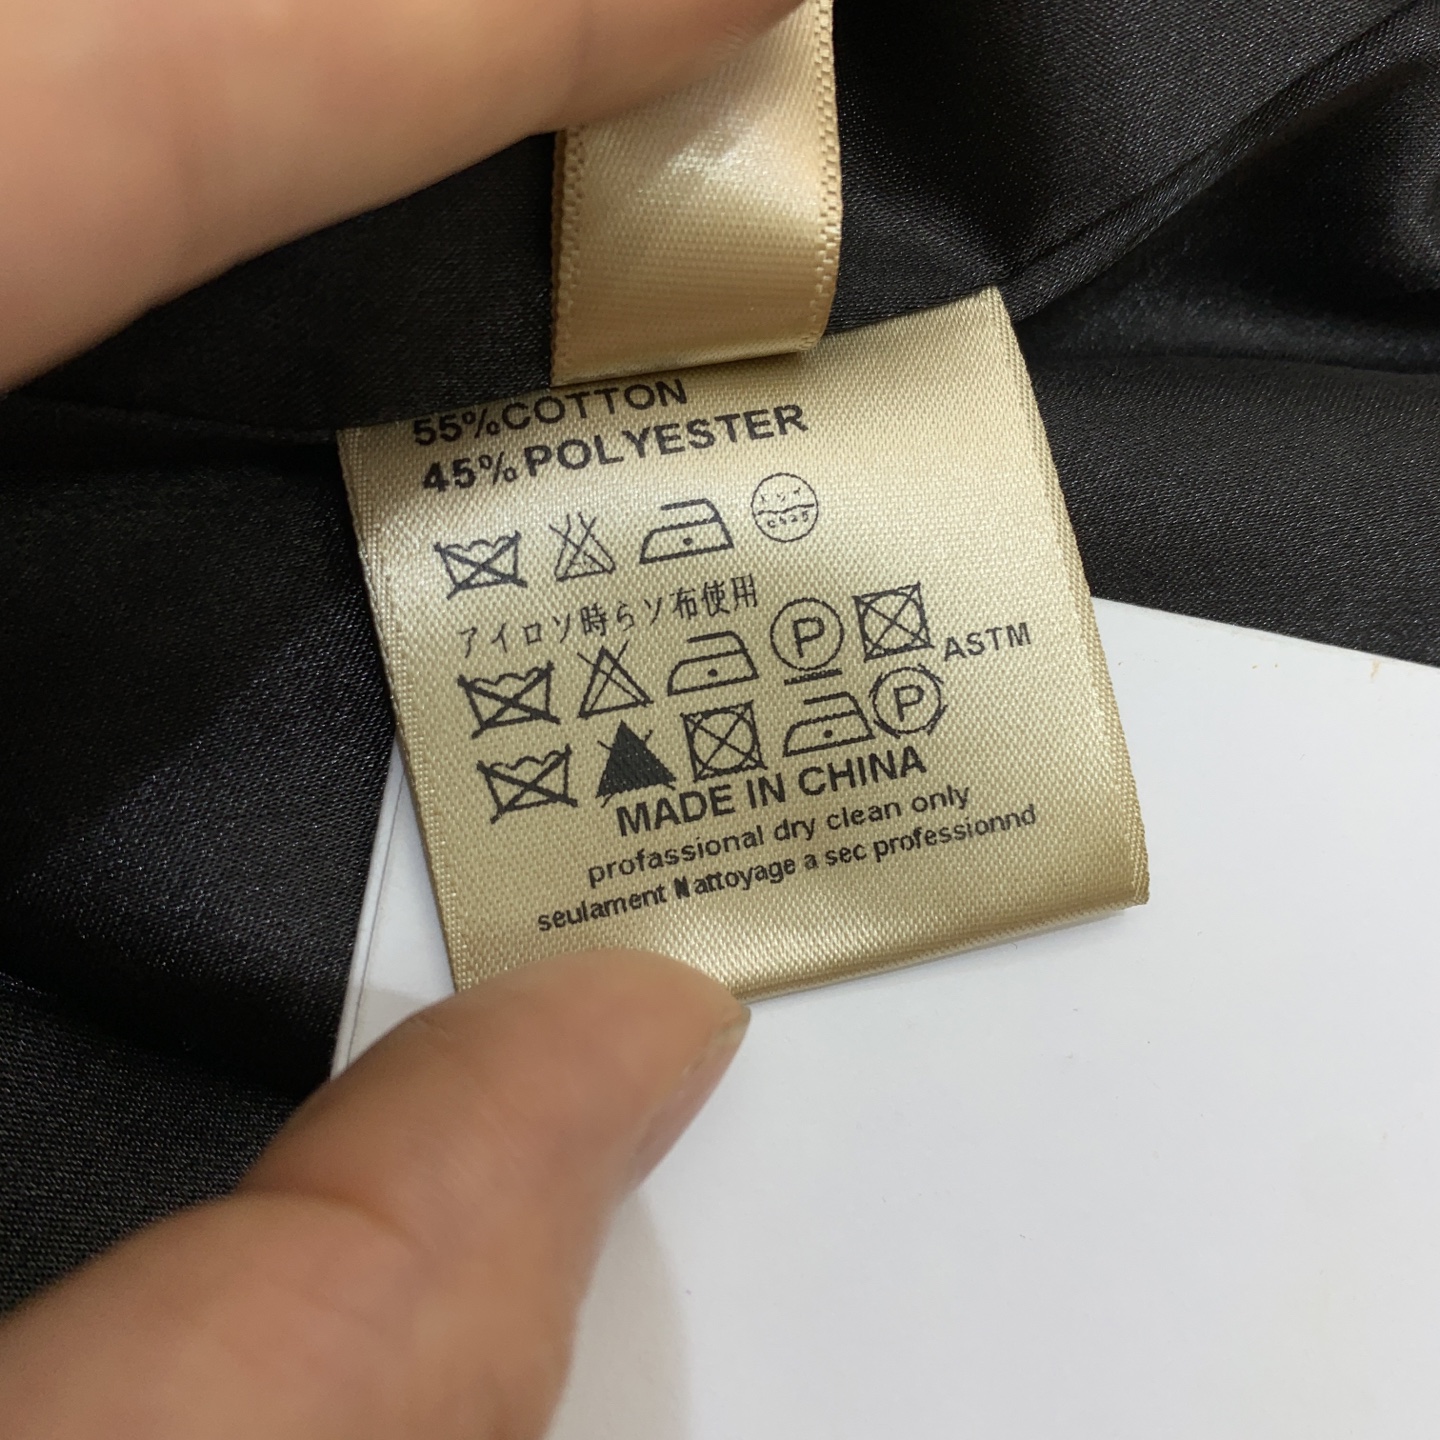 55%COTTON
45%POLYESTER
アイロソ時らソ布使用
P
ASTM
P
MADE IN CHINA
profassional dry clean only
seulament Nattoyage a sec professionnd